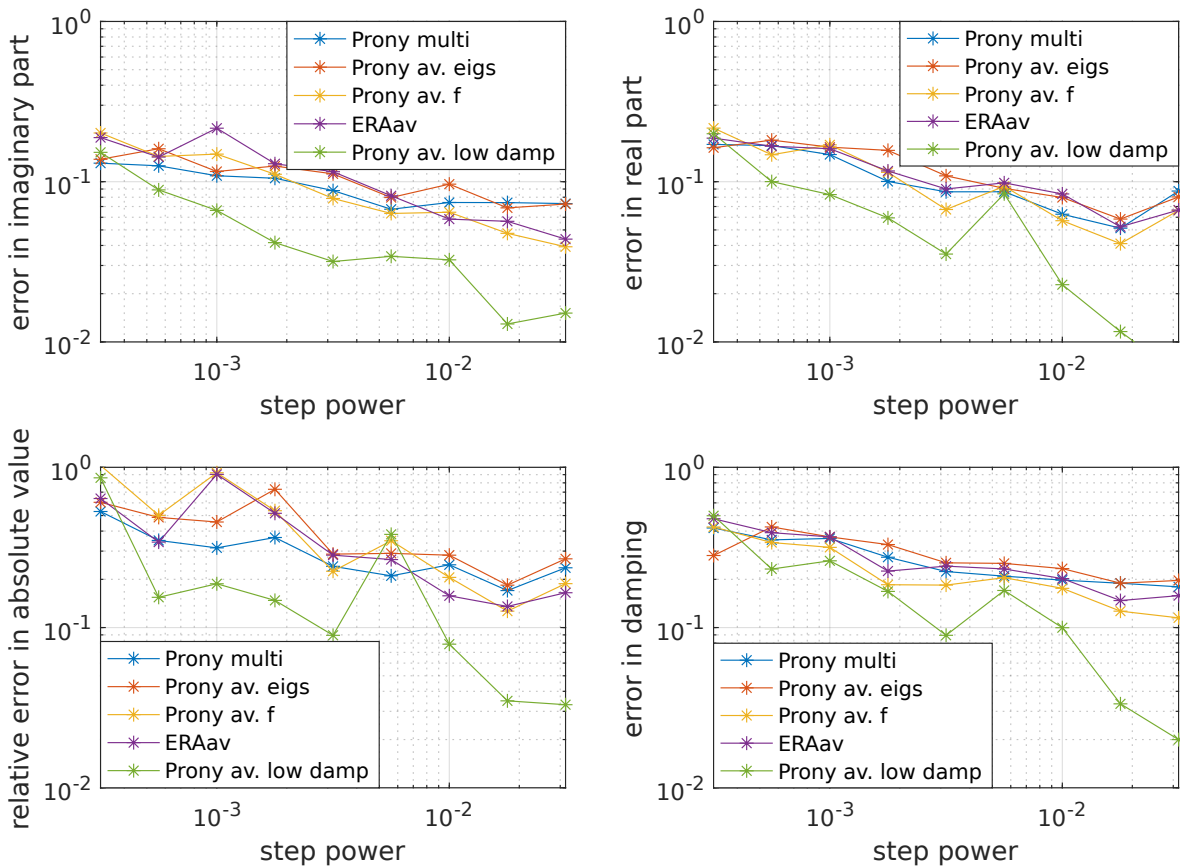 error in imaginary part
10^0
10^-1
10^-2
Prony multi
Prony av. eigs
Prony av. f
ERAav
Prony av. low damp
10^-3
10^-2
step power
error in real part
10^0
10^-1
10^-2
Prony multi
Prony av. eigs
Prony av. f
ERAav
Prony av. low damp
10^-3
10^-2
step power
relative error in absolute value
10^0
10^-1
10^-2
Prony multi
Prony av. eigs
Prony av. f
ERAav
Prony av. low damp
10^-3
10^-2
step power
error in damping
10^0
10^-1
10^-2
Prony multi
Prony av. eigs
Prony av. f
ERAav
Prony av. low damp
10^-3
10^-2
step power